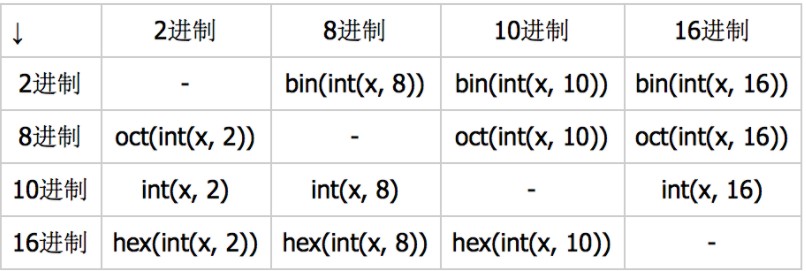 ↓ 2进制 8进制 10进制 16进制
2进制 - bin(int(x, 8)) bin(int(x, 10)) bin(int(x, 16))
8进制 oct(int(x, 2)) - oct(int(x, 10)) oct(int(x, 16))
10进制 int(x, 2) int(x, 8) - int(x, 16)
16进制 hex(int(x, 2)) hex(int(x, 8)) hex(int(x, 10)) -